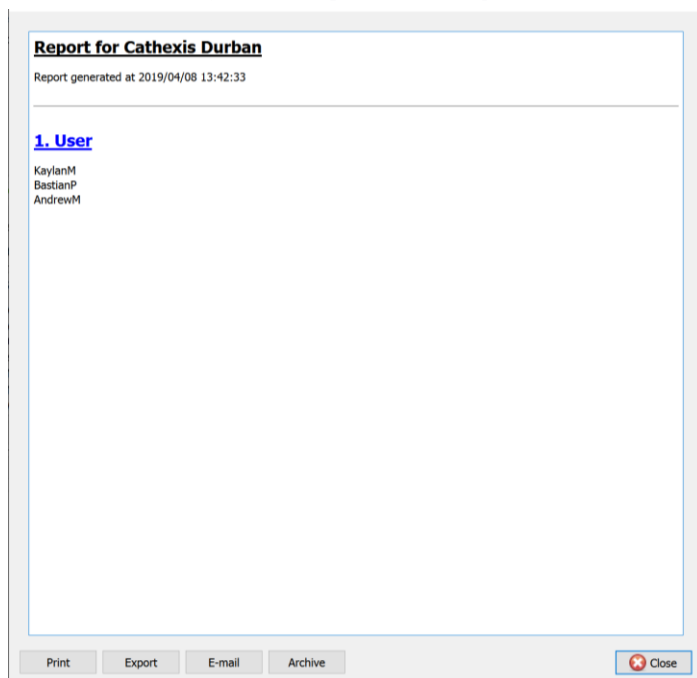 Report for Cathexis Durban
Report generated at 2019/04/08 13:42:33
1. User
KaylanM
BastianP
AndrewM
Print Export E-mail Archive Close